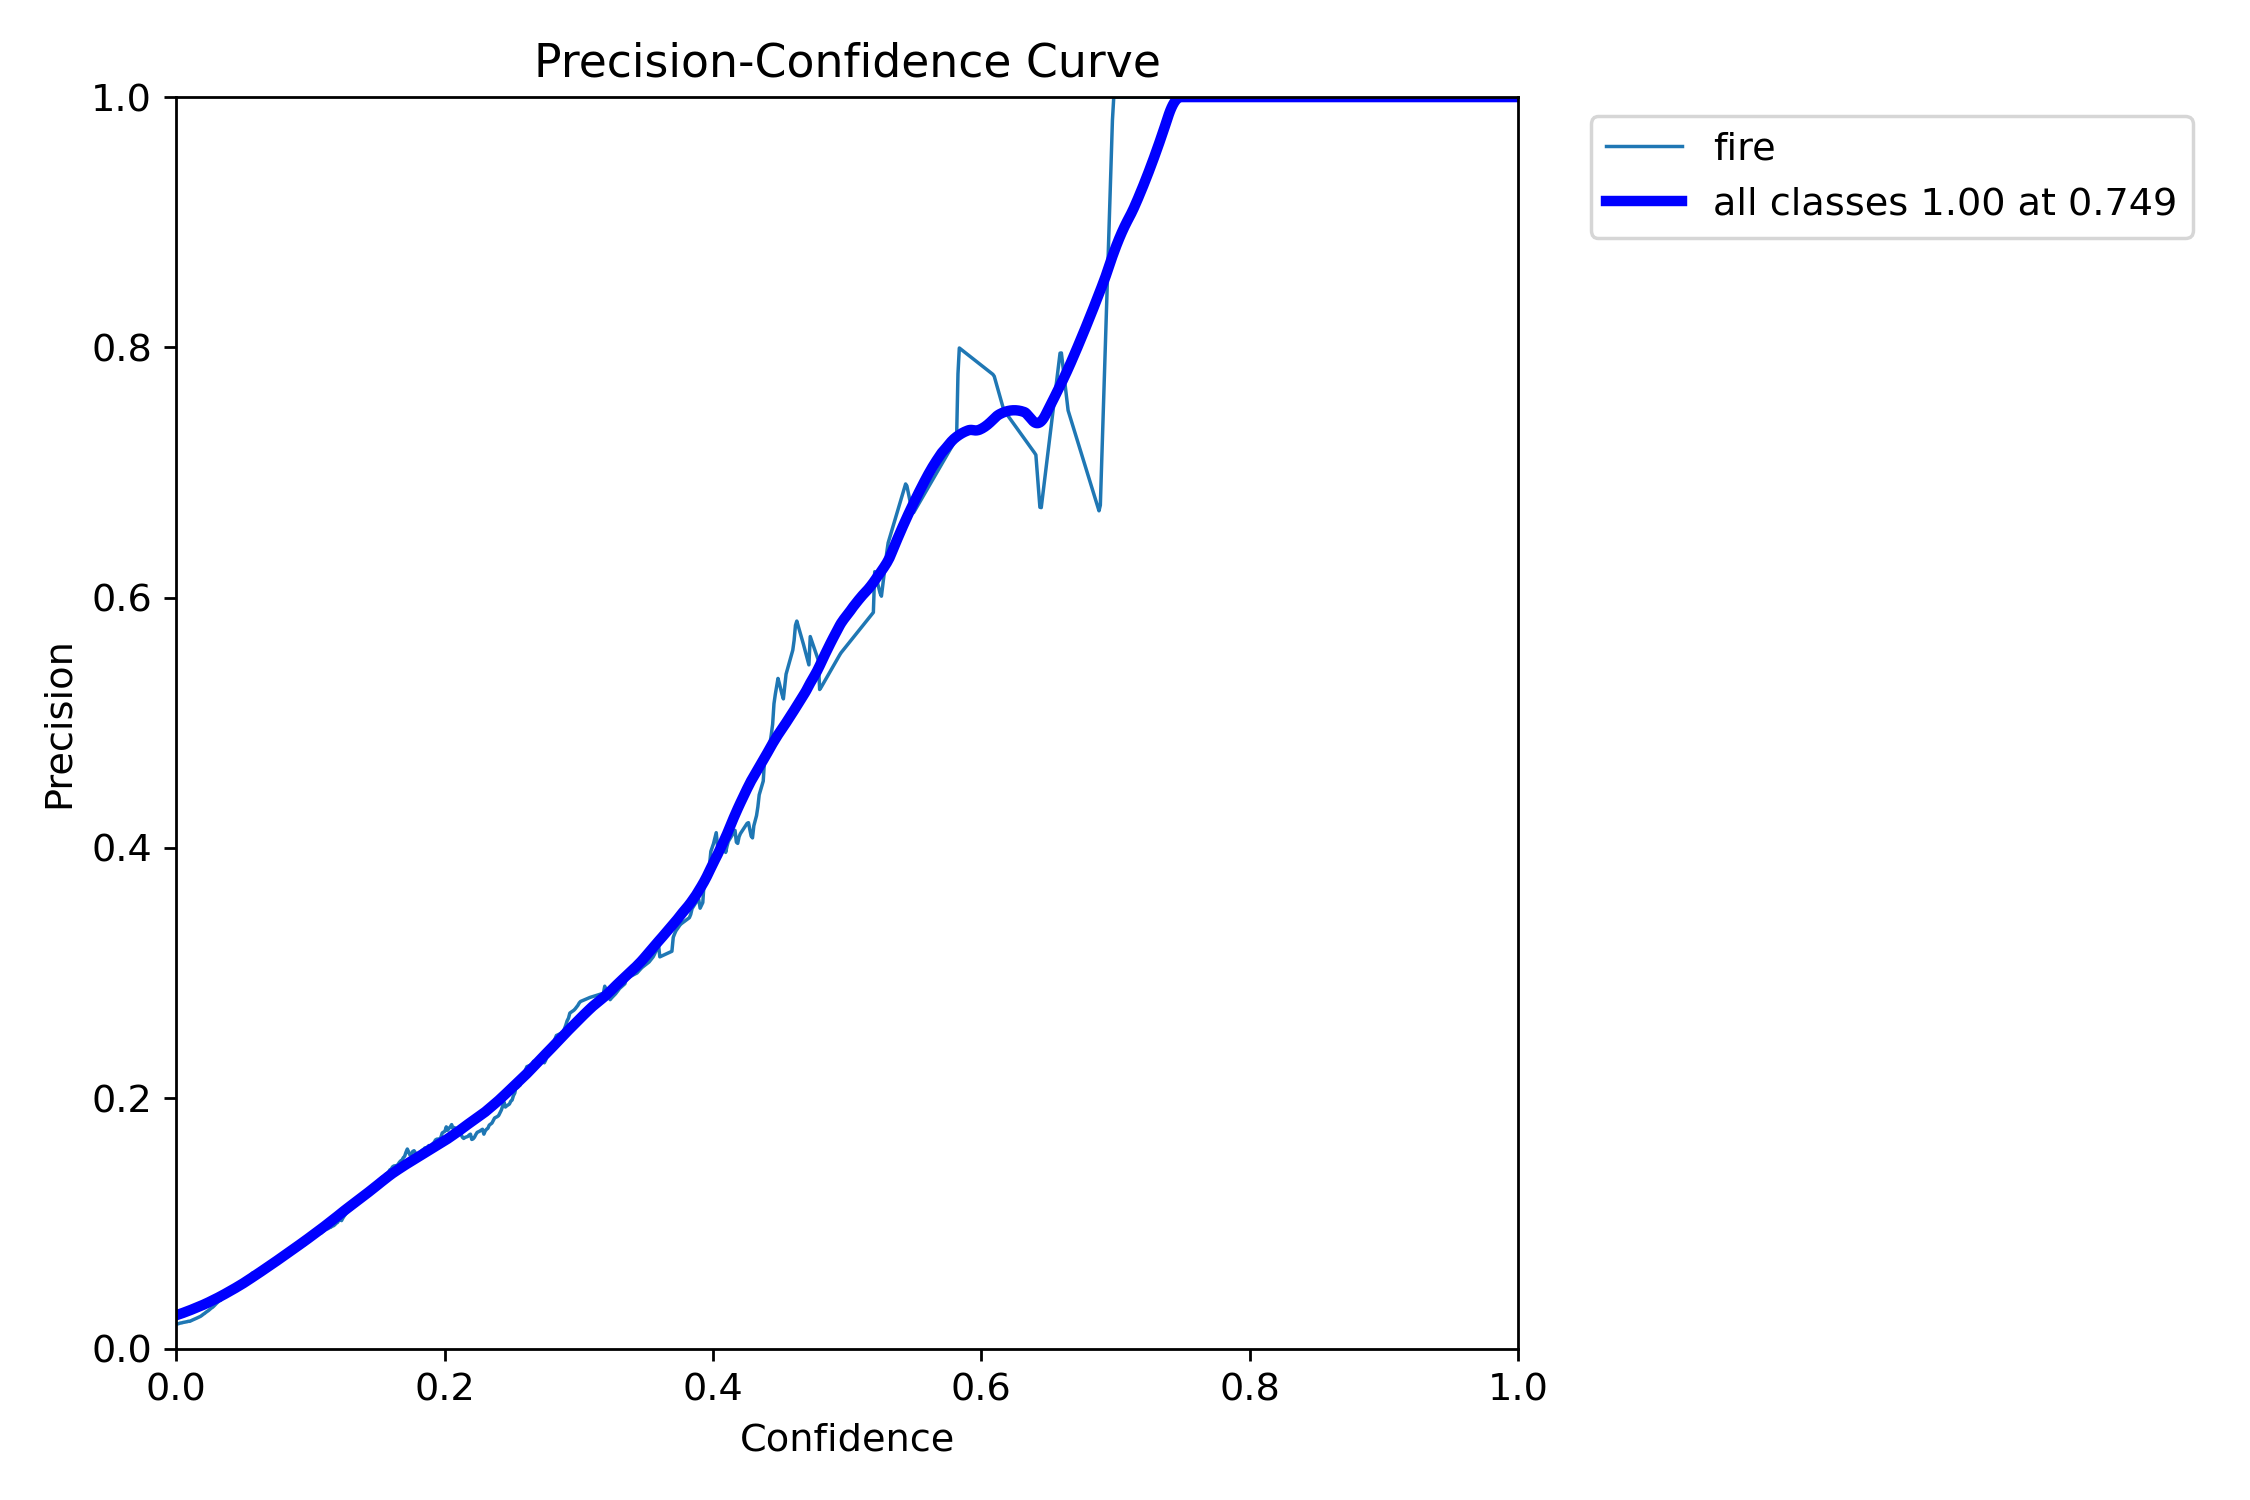 Precision-Confidence Curve
1.0
0.8
0.6
0.4
0.2
0.0
Precision
0.0 0.2 0.4 0.6 0.8 1.0
Confidence
fire
all classes 1.00 at 0.749